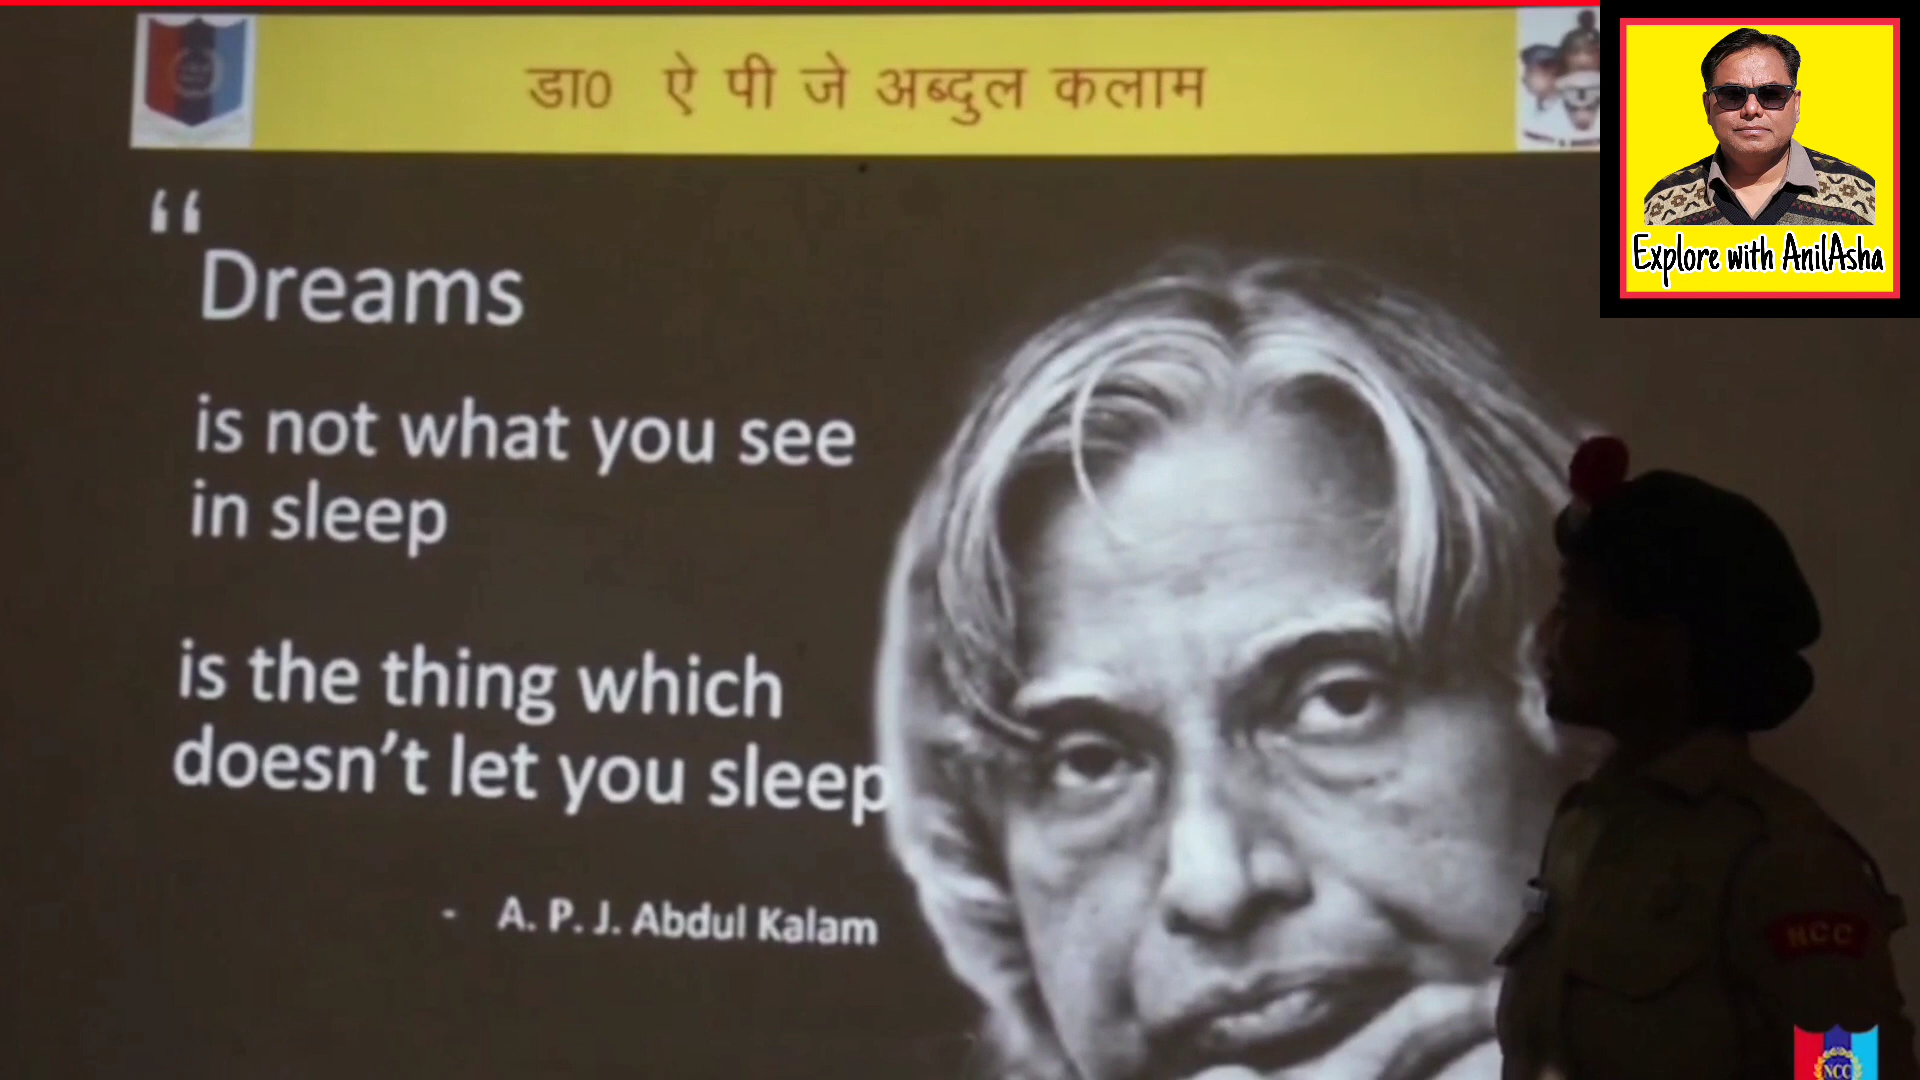 डा0 ऐ पी जे अब्दुल कलाम
Explore with AnilAsha
“
Dreams
is not what you see
in sleep
is the thing which
doesn’t let you sleep
- A. P. J. Abdul Kalam
NCC
NCC